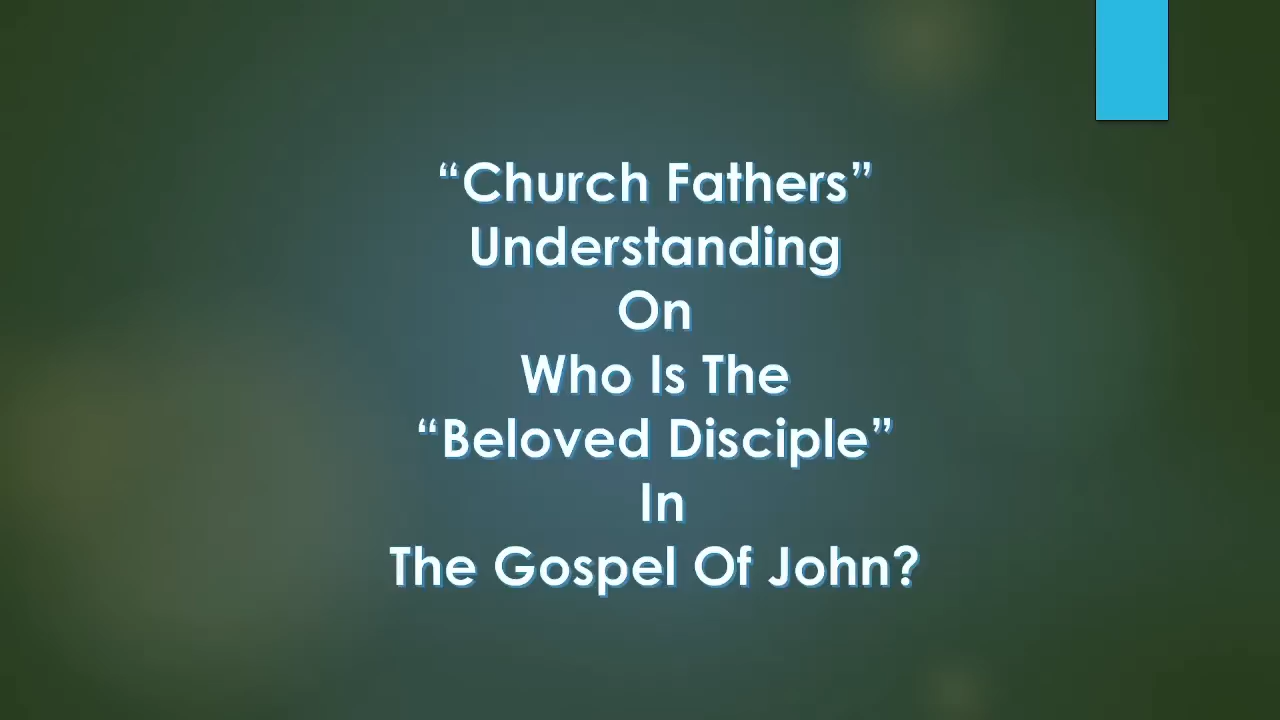 “Church Fathers”
Understanding
On
Who Is The
“Beloved Disciple”
In
The Gospel Of John?